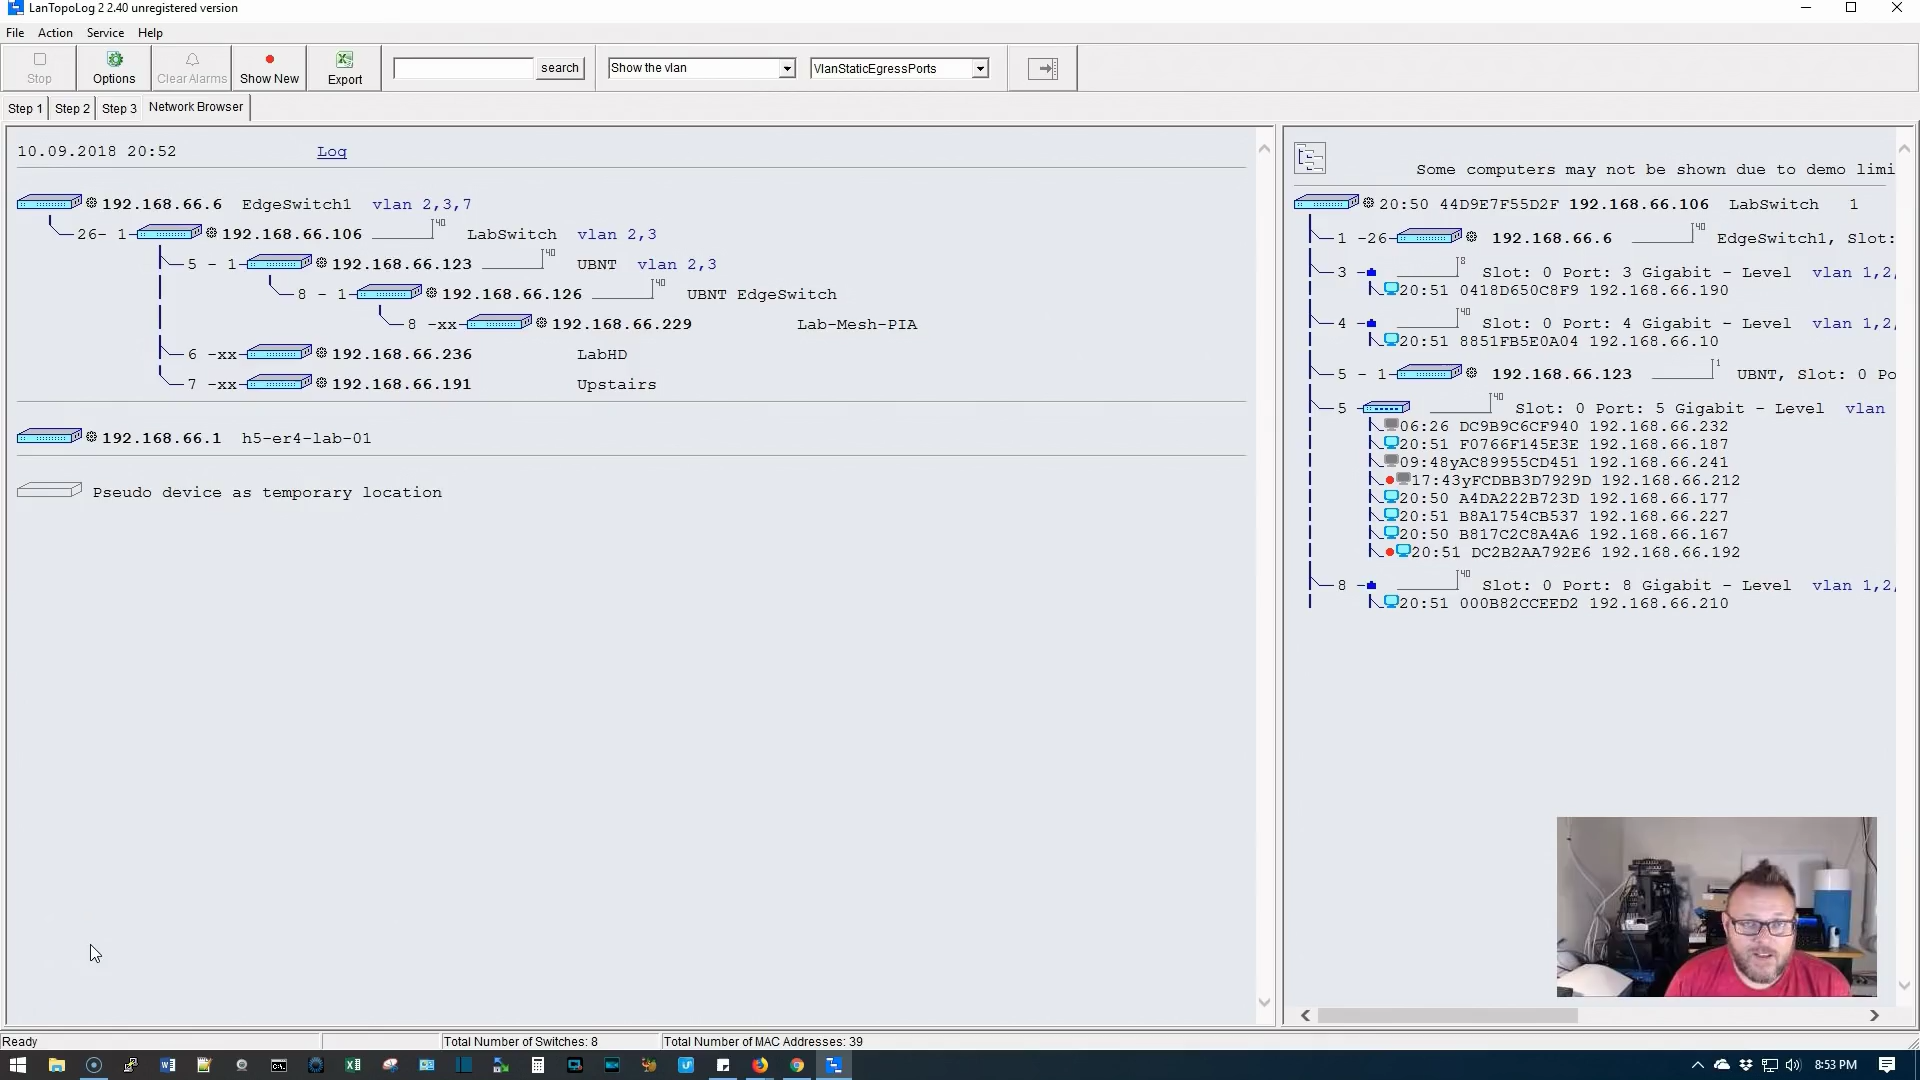 LanTopoLog 2 2.40 unregistered version
File Action Service Help
Stop Options Clear Alarms Show New Export search Show the vlan VlanStaticEgressPorts
Step 1 Step 2 Step 3 Network Browser
10.09.2018 20:52 Log
192.168.66.6 EdgeSwitch1 vlan 2,3,7
26- 1 192.168.66.106 40 LabSwitch vlan 2,3
5 - 1 192.168.66.123 40 UBNT vlan 2,3
8 - 1 192.168.66.126 40 UBNT EdgeSwitch
8 -xx 192.168.66.229 Lab-Mesh-PIA
6 -xx 192.168.66.236 LabHD
7 -xx 192.168.66.191 Upstairs
192.168.66.1 h5-er4-lab-01
Pseudo device as temporary location
Some computers may not be shown due to demo limi
20:50 44D9E7F55D2F 192.168.66.106 LabSwitch 1
1 -26 192.168.66.6 40 EdgeSwitch1, Slot:
3 - 8 Slot: 0 Port: 3 Gigabit - Level vlan 1,2,
20:51 0418D650C8F9 192.168.66.190
4 - 40 Slot: 0 Port: 4 Gigabit - Level vlan 1,2,
20:51 8851FB5E0A04 192.168.66.10
5 - 1 192.168.66.123 1 UBNT, Slot: 0 Po
5 - 40 Slot: 0 Port: 5 Gigabit - Level vlan
06:26 DC9B9C6CF940 192.168.66.232
20:51 F0766F145E3E 192.168.66.187
09:48yAC89955CD451 192.168.66.241
17:43yFCDBB3D7929D 192.168.66.212
20:50 A4DA222B723D 192.168.66.177
20:51 B8A1754CB537 192.168.66.227
20:50 B817C2C8A4A6 192.168.66.167
20:51 DC2B2AA792E6 192.168.66.192
8 - 40 Slot: 0 Port: 8 Gigabit - Level vlan 1,2,
20:51 000B82CCEED2 192.168.66.210
Ready Total Number of Switches: 8 Total Number of MAC Addresses: 39
8:53 PM